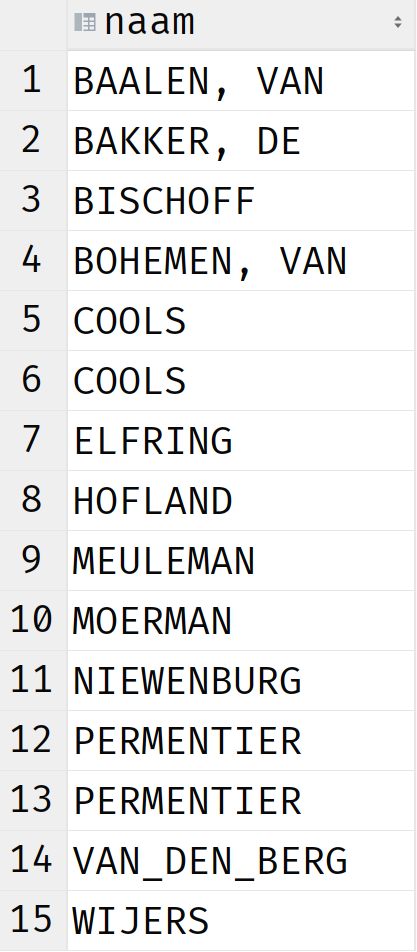 naam
1 BAALEN, VAN
2 BAKKER, DE
3 BISCHOFF
4 BOHEMEN, VAN
5 COOLS
6 COOLS
7 ELFRING
8 HOFLAND
9 MEULEMAN
10 MOERMAN
11 NIEWENBURG
12 PERMENTIER
13 PERMENTIER
14 VAN_DEN_BERG
15 WIJERS